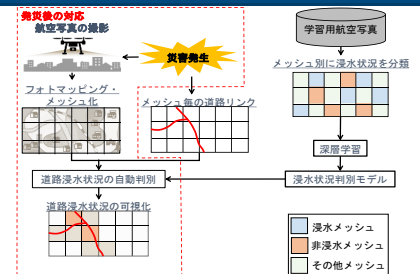 発災後の対応
航空写真の撮影
災害発生
学習用航空写真
メッシュ別に浸水状況を分類
フォトマッピング・
メッシュ化
メッシュ毎の道路リンク
深層学習
道路浸水状況の自動判別
浸水状況判別モデル
道路浸水状況の可視化
浸水メッシュ
非浸水メッシュ
その他メッシュ